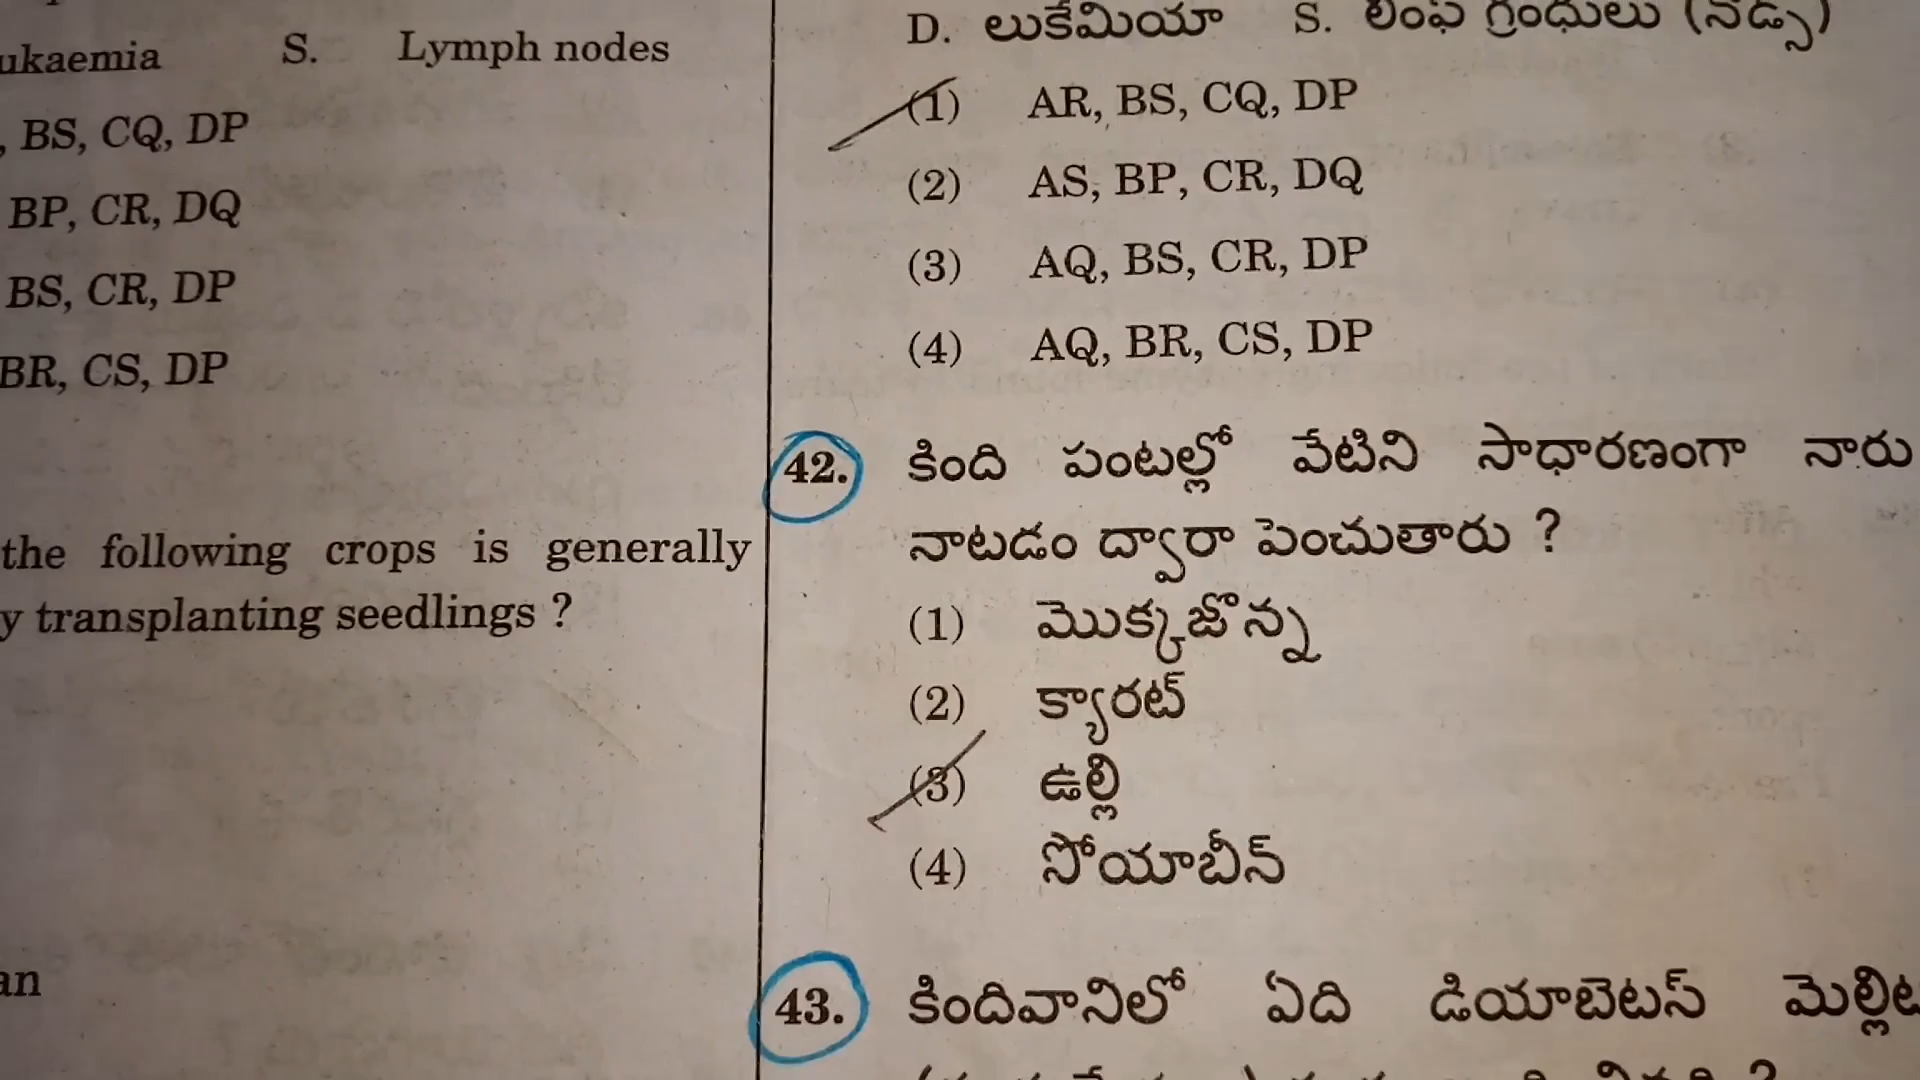 ukaemia S. Lymph nodes
, BS, CQ, DP
BP, CR, DQ
BS, CR, DP
BR, CS, DP
the following crops is generally
y transplanting seedlings ?
an
D. లుకేమియా S. లింఫ్ గ్రంధులు (నోడ్స్)
(1) AR, BS, CQ, DP
(2) AS, BP, CR, DQ
(3) AQ, BS, CR, DP
(4) AQ, BR, CS, DP
42. కింది పంటల్లో వేటిని సాధారణంగా నారు
నాటడం ద్వారా పెంచుతారు ?
(1) మొక్కజొన్న
(2) క్యారట్
(3) ఉల్లి
(4) సోయాబీన్
43. కిందివానిలో ఏది డియాబెటస్ మెల్లిట